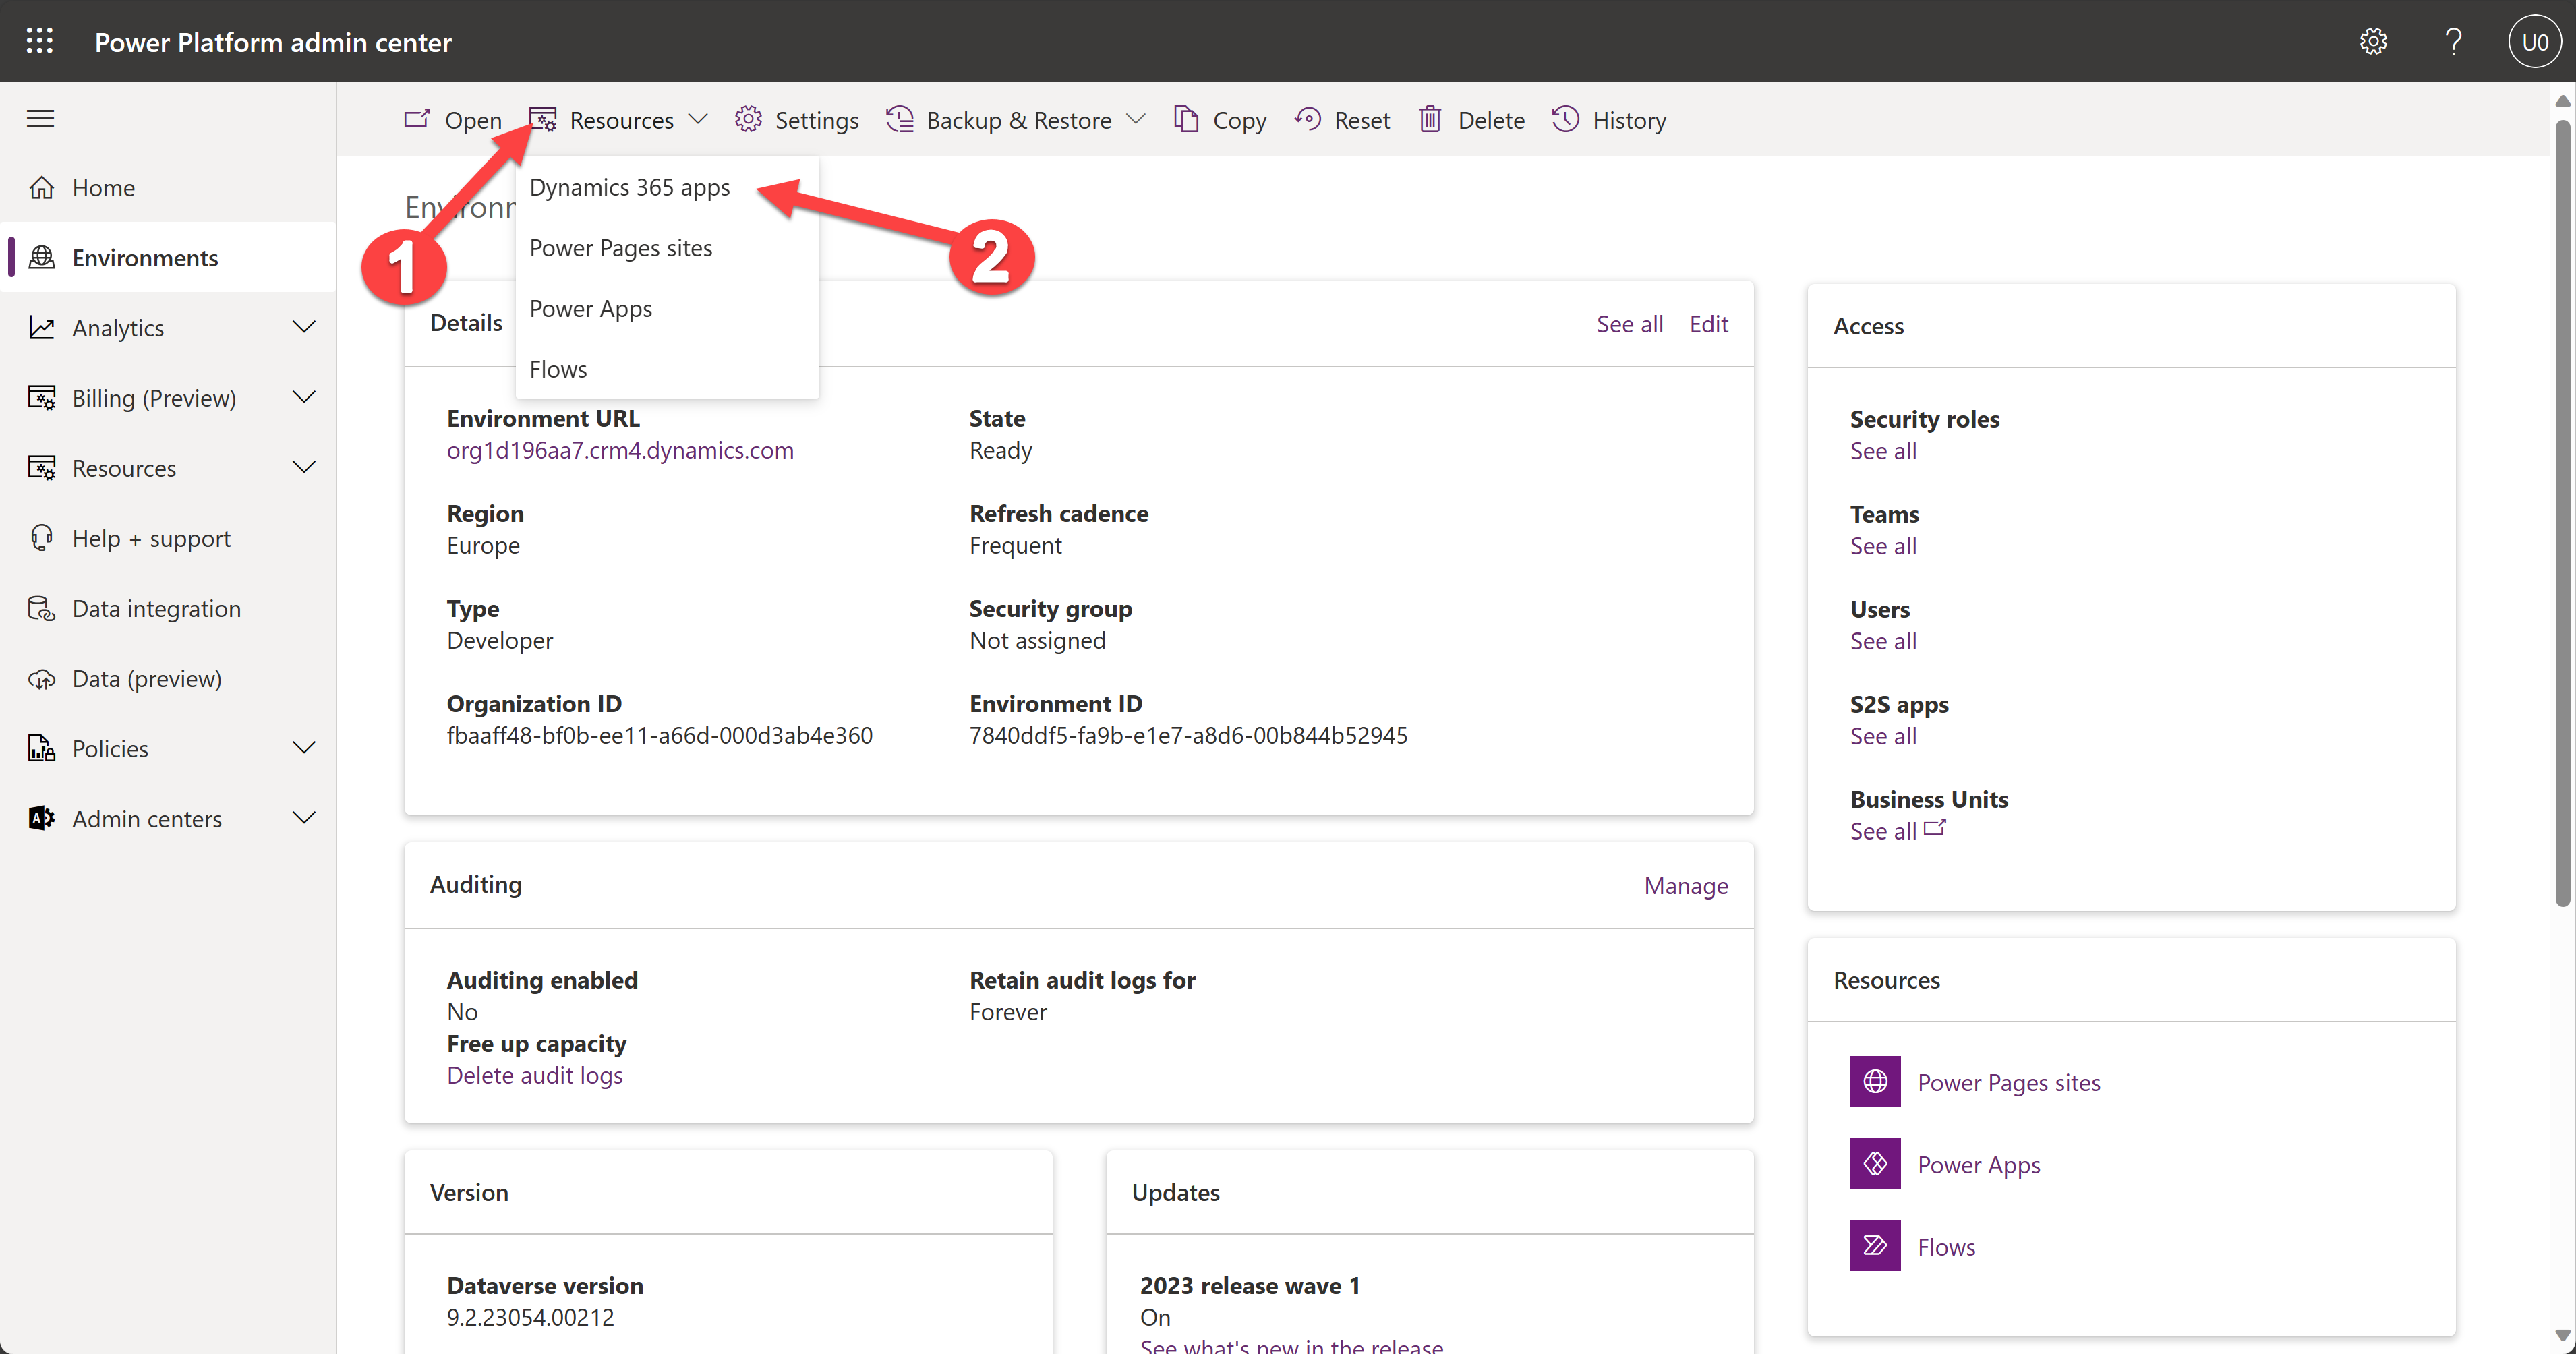 Power Platform admin center
U0
Open
Resources
Settings
Backup & Restore
Copy
Reset
Delete
History
Home
Environments
Analytics
Billing (Preview)
Resources
Help + support
Data integration
Data (preview)
Policies
Admin centers
Dynamics 365 apps
Power Pages sites
Power Apps
Flows
1
2
Details
See all
Edit
Environment URL
org1d196aa7.crm4.dynamics.com
State
Ready
Region
Europe
Refresh cadence
Frequent
Type
Developer
Security group
Not assigned
Organization ID
fbaaff48-bf0b-ee11-a66d-000d3ab4e360
Environment ID
7840ddf5-fa9b-e1e7-a8d6-00b844b52945
Auditing
Manage
Auditing enabled
No
Retain audit logs for
Forever
Free up capacity
Delete audit logs
Version
Dataverse version
9.2.23054.00212
Updates
2023 release wave 1
On
See what's new in the release
Access
Security roles
See all
Teams
See all
Users
See all
S2S apps
See all
Business Units
See all
Resources
Power Pages sites
Power Apps
Flows